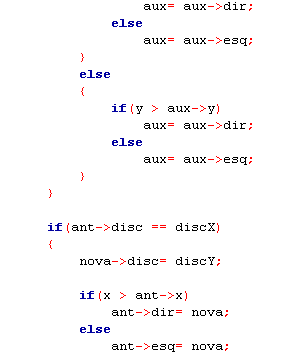 aux= aux->dir;
else
aux= aux->esq;
}
else
{
if(y > aux->y)
aux= aux->dir;
else
aux= aux->esq;
}
}
if(ant->disc == discX)
{
nova->disc= discY;
if(x > ant->x)
ant->dir= nova;
else
ant->esq= nova;